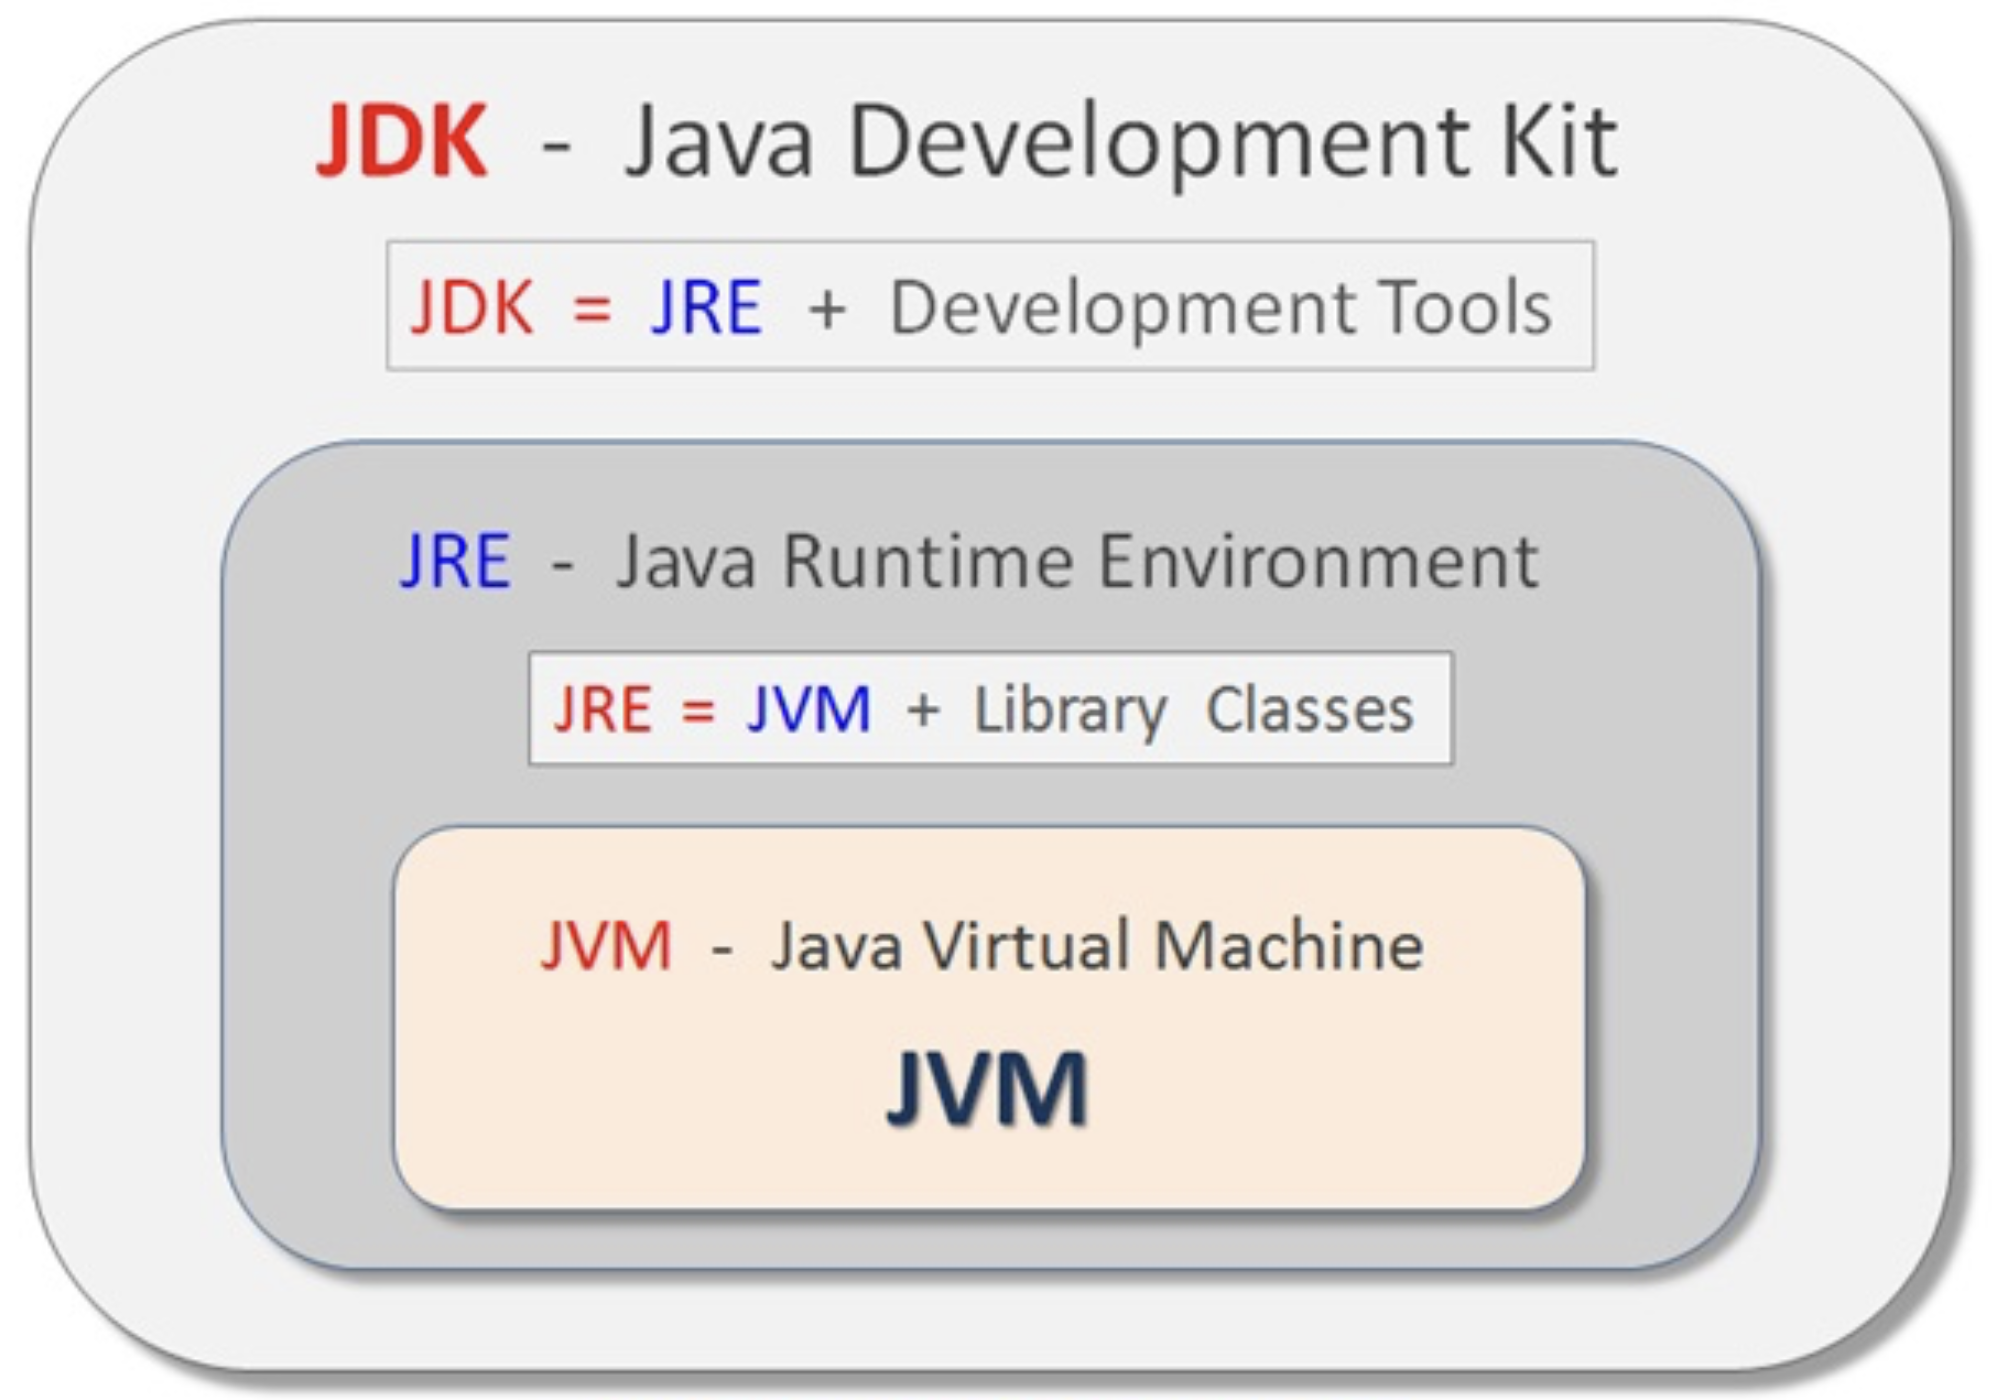 JDK - Java Development Kit
JDK = JRE + Development Tools
JRE - Java Runtime Environment
JRE = JVM + Library Classes
JVM - Java Virtual Machine
JVM